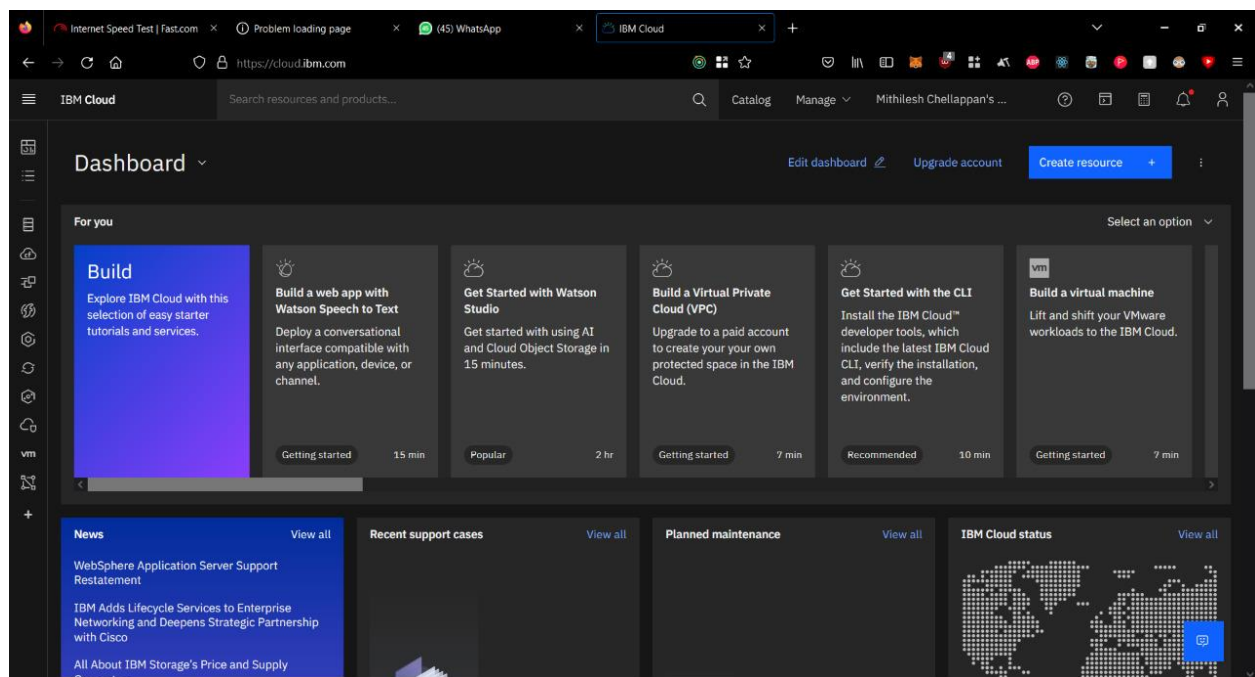 Internet Speed Test | Fast.com
Problem loading page
(45) WhatsApp
IBM Cloud
https://cloud.ibm.com
4
ABP
IBM Cloud
Search resources and products...
Catalog
Manage
Mithilesh Chellappan's ...
Dashboard
Edit dashboard
Upgrade account
Create resource +
For you
Select an option
Build
Explore IBM Cloud with this
selection of easy starter
tutorials and services.
Build a web app with
Watson Speech to Text
Deploy a conversational
interface compatible with
any application, device, or
channel.
Getting started 15 min
Get Started with Watson
Studio
Get started with using AI
and Cloud Object Storage in
15 minutes.
Popular 2 hr
Build a Virtual Private
Cloud (VPC)
Upgrade to a paid account
to create your your own
protected space in the IBM
Cloud.
Getting started 7 min
Get Started with the CLI
Install the IBM Cloud™
developer tools, which
include the latest IBM Cloud
CLI, verify the installation,
and configure the
environment.
Recommended 10 min
vm
Build a virtual machine
Lift and shift your VMware
workloads to the IBM Cloud.
Getting started 7 min
vm
News View all
WebSphere Application Server Support
Restatement
IBM Adds Lifecycle Services to Enterprise
Networking and Deepens Strategic Partnership
with Cisco
All About IBM Storage's Price and Supply
Recent support cases View all
Planned maintenance View all
IBM Cloud status View all